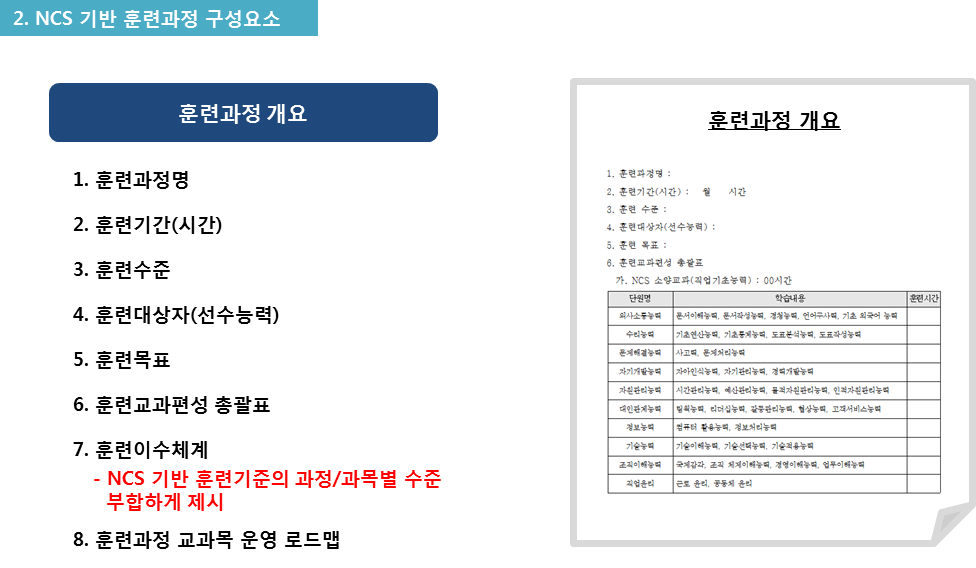 2. NCS 기반 훈련과정 구성요소
훈련과정 개요
1. 훈련과정명
2. 훈련기간(시간)
3. 훈련수준
4. 훈련대상자(선수능력)
5. 훈련목표
6. 훈련교과편성 총괄표
7. 훈련이수체계
- NCS 기반 훈련기준의 과정/과목별 수준
부합하게 제시
8. 훈련과정 교과목 운영 로드맵
훈련과정 개요
1. 훈련과정명 :
2. 훈련기간(시간) : 월 시간
3. 훈련 수준 :
4. 훈련대상자(선수능력) :
5. 훈련 목표 :
6. 훈련교과편성 총괄표
가. NCS 소양교과(직업기초능력) : 00시간
단원명 학습내용 훈련시간
의사소통능력 문서이해능력, 문서작성능력, 경청능력, 언어구사력, 기초 외국어 능력
수리능력 기초연산능력, 기초통계능력, 도표분석능력, 도표작성능력
문제해결능력 사고력, 문제처리능력
자기개발능력 자아인식능력, 자기관리능력, 경력개발능력
자원관리능력 시간관리능력, 예산관리능력, 물적자원관리능력, 인적자원관리능력
대인관계능력 팀웍능력, 리더십능력, 갈등관리능력, 협상능력, 고객서비스능력
정보능력 컴퓨터 활용능력, 정보처리능력
기술능력 기술이해능력, 기술선택능력, 기술적용능력
조직이해능력 국제감각, 조직 체제이해능력, 경영이해능력, 업무이해능력
직업윤리 근로 윤리, 공동체 윤리